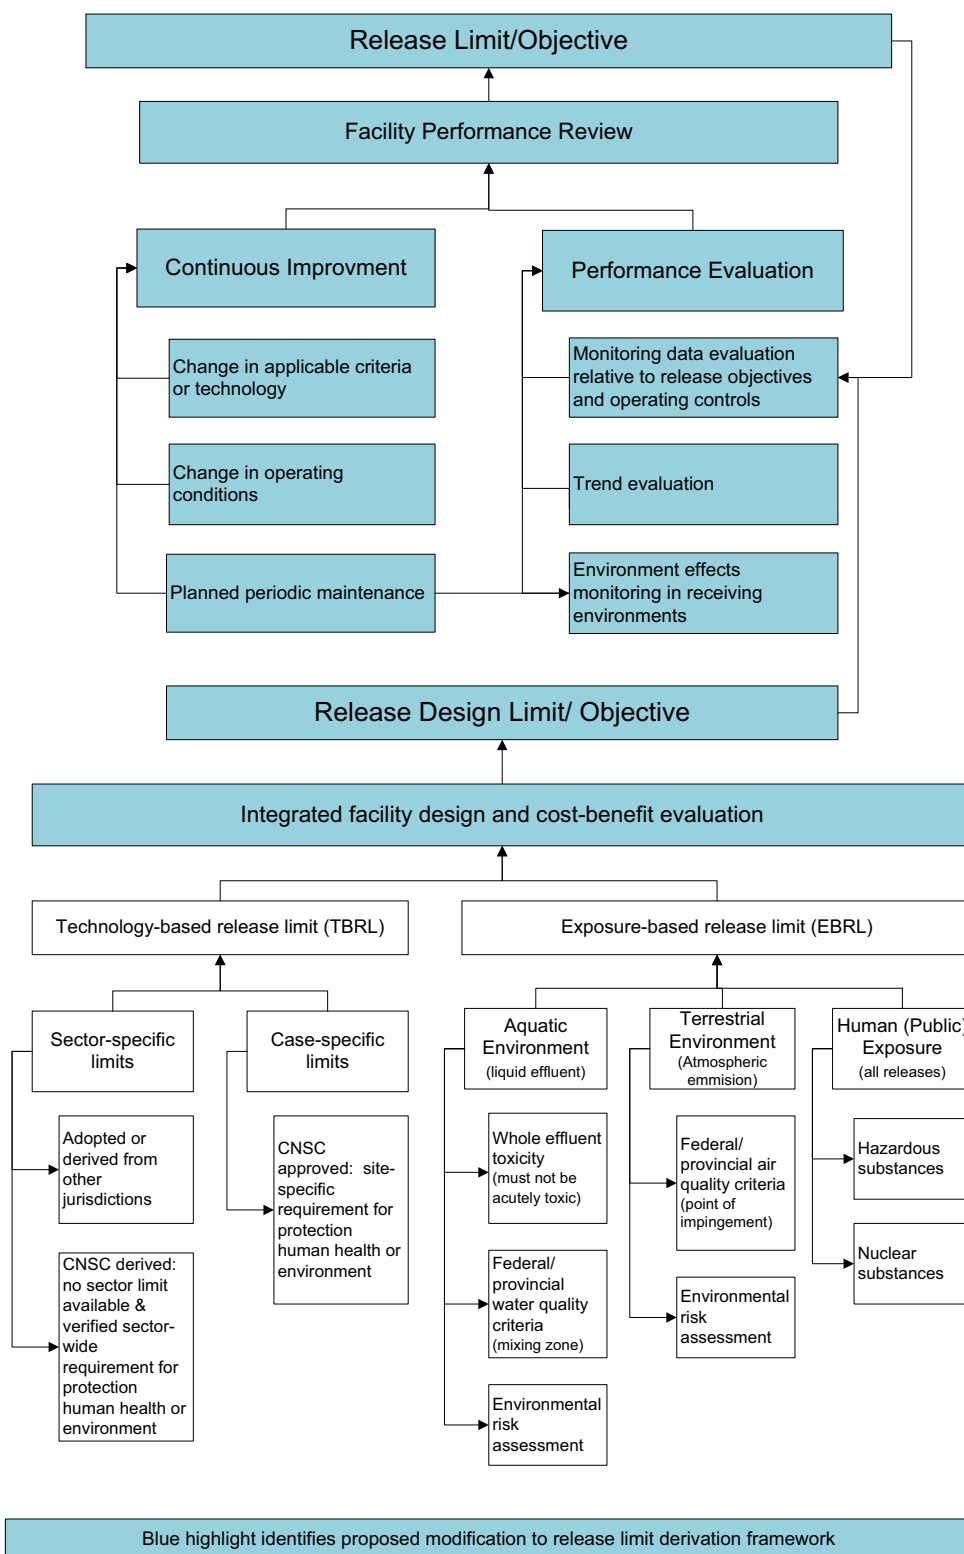 Release Limit/Objective
Facility Performance Review
Continuous Improvment
Performance Evaluation
Change in applicable criteria
or technology
Monitoring data evaluation
relative to release objectives
and operating controls
Change in operating
conditions
Trend evaluation
Planned periodic maintenance
Environment effects
monitoring in receiving
environments
Release Design Limit/ Objective
Integrated facility design and cost-benefit evaluation
Technology-based release limit (TBRL)
Exposure-based release limit (EBRL)
Sector-specific
limits
Case-specific
limits
Aquatic
Environment
(liquid effluent)
Terrestrial
Environment
(Atmospheric
emmision)
Human (Public)
Exposure
(all releases)
Adopted or
derived from
other
jurisdictions
CNSC derived:
no sector limit
available &
verified sector-
wide
requirement for
protection
human health or
environment
CNSC
approved:  site-
specific
requirement for
protection
human health or
environment
Whole effluent
toxicity
(must not be
acutely toxic)
Federal/
provincial
water quality
criteria
(mixing zone)
Environmental
risk
assessment
Federal/
provincial air
quality criteria
(point of
impingement)
Environmental
risk
assessment
Hazardous
substances
Nuclear
substances
Blue highlight identifies proposed modification to release limit derivation framework